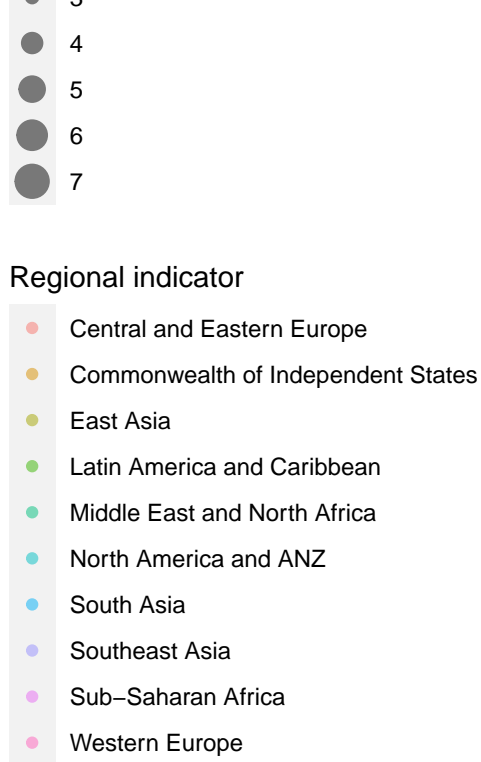 3
4
5
6
7
Regional indicator
Central and Eastern Europe
Commonwealth of Independent States
East Asia
Latin America and Caribbean
Middle East and North Africa
North America and ANZ
South Asia
Southeast Asia
Sub−Saharan Africa
Western Europe